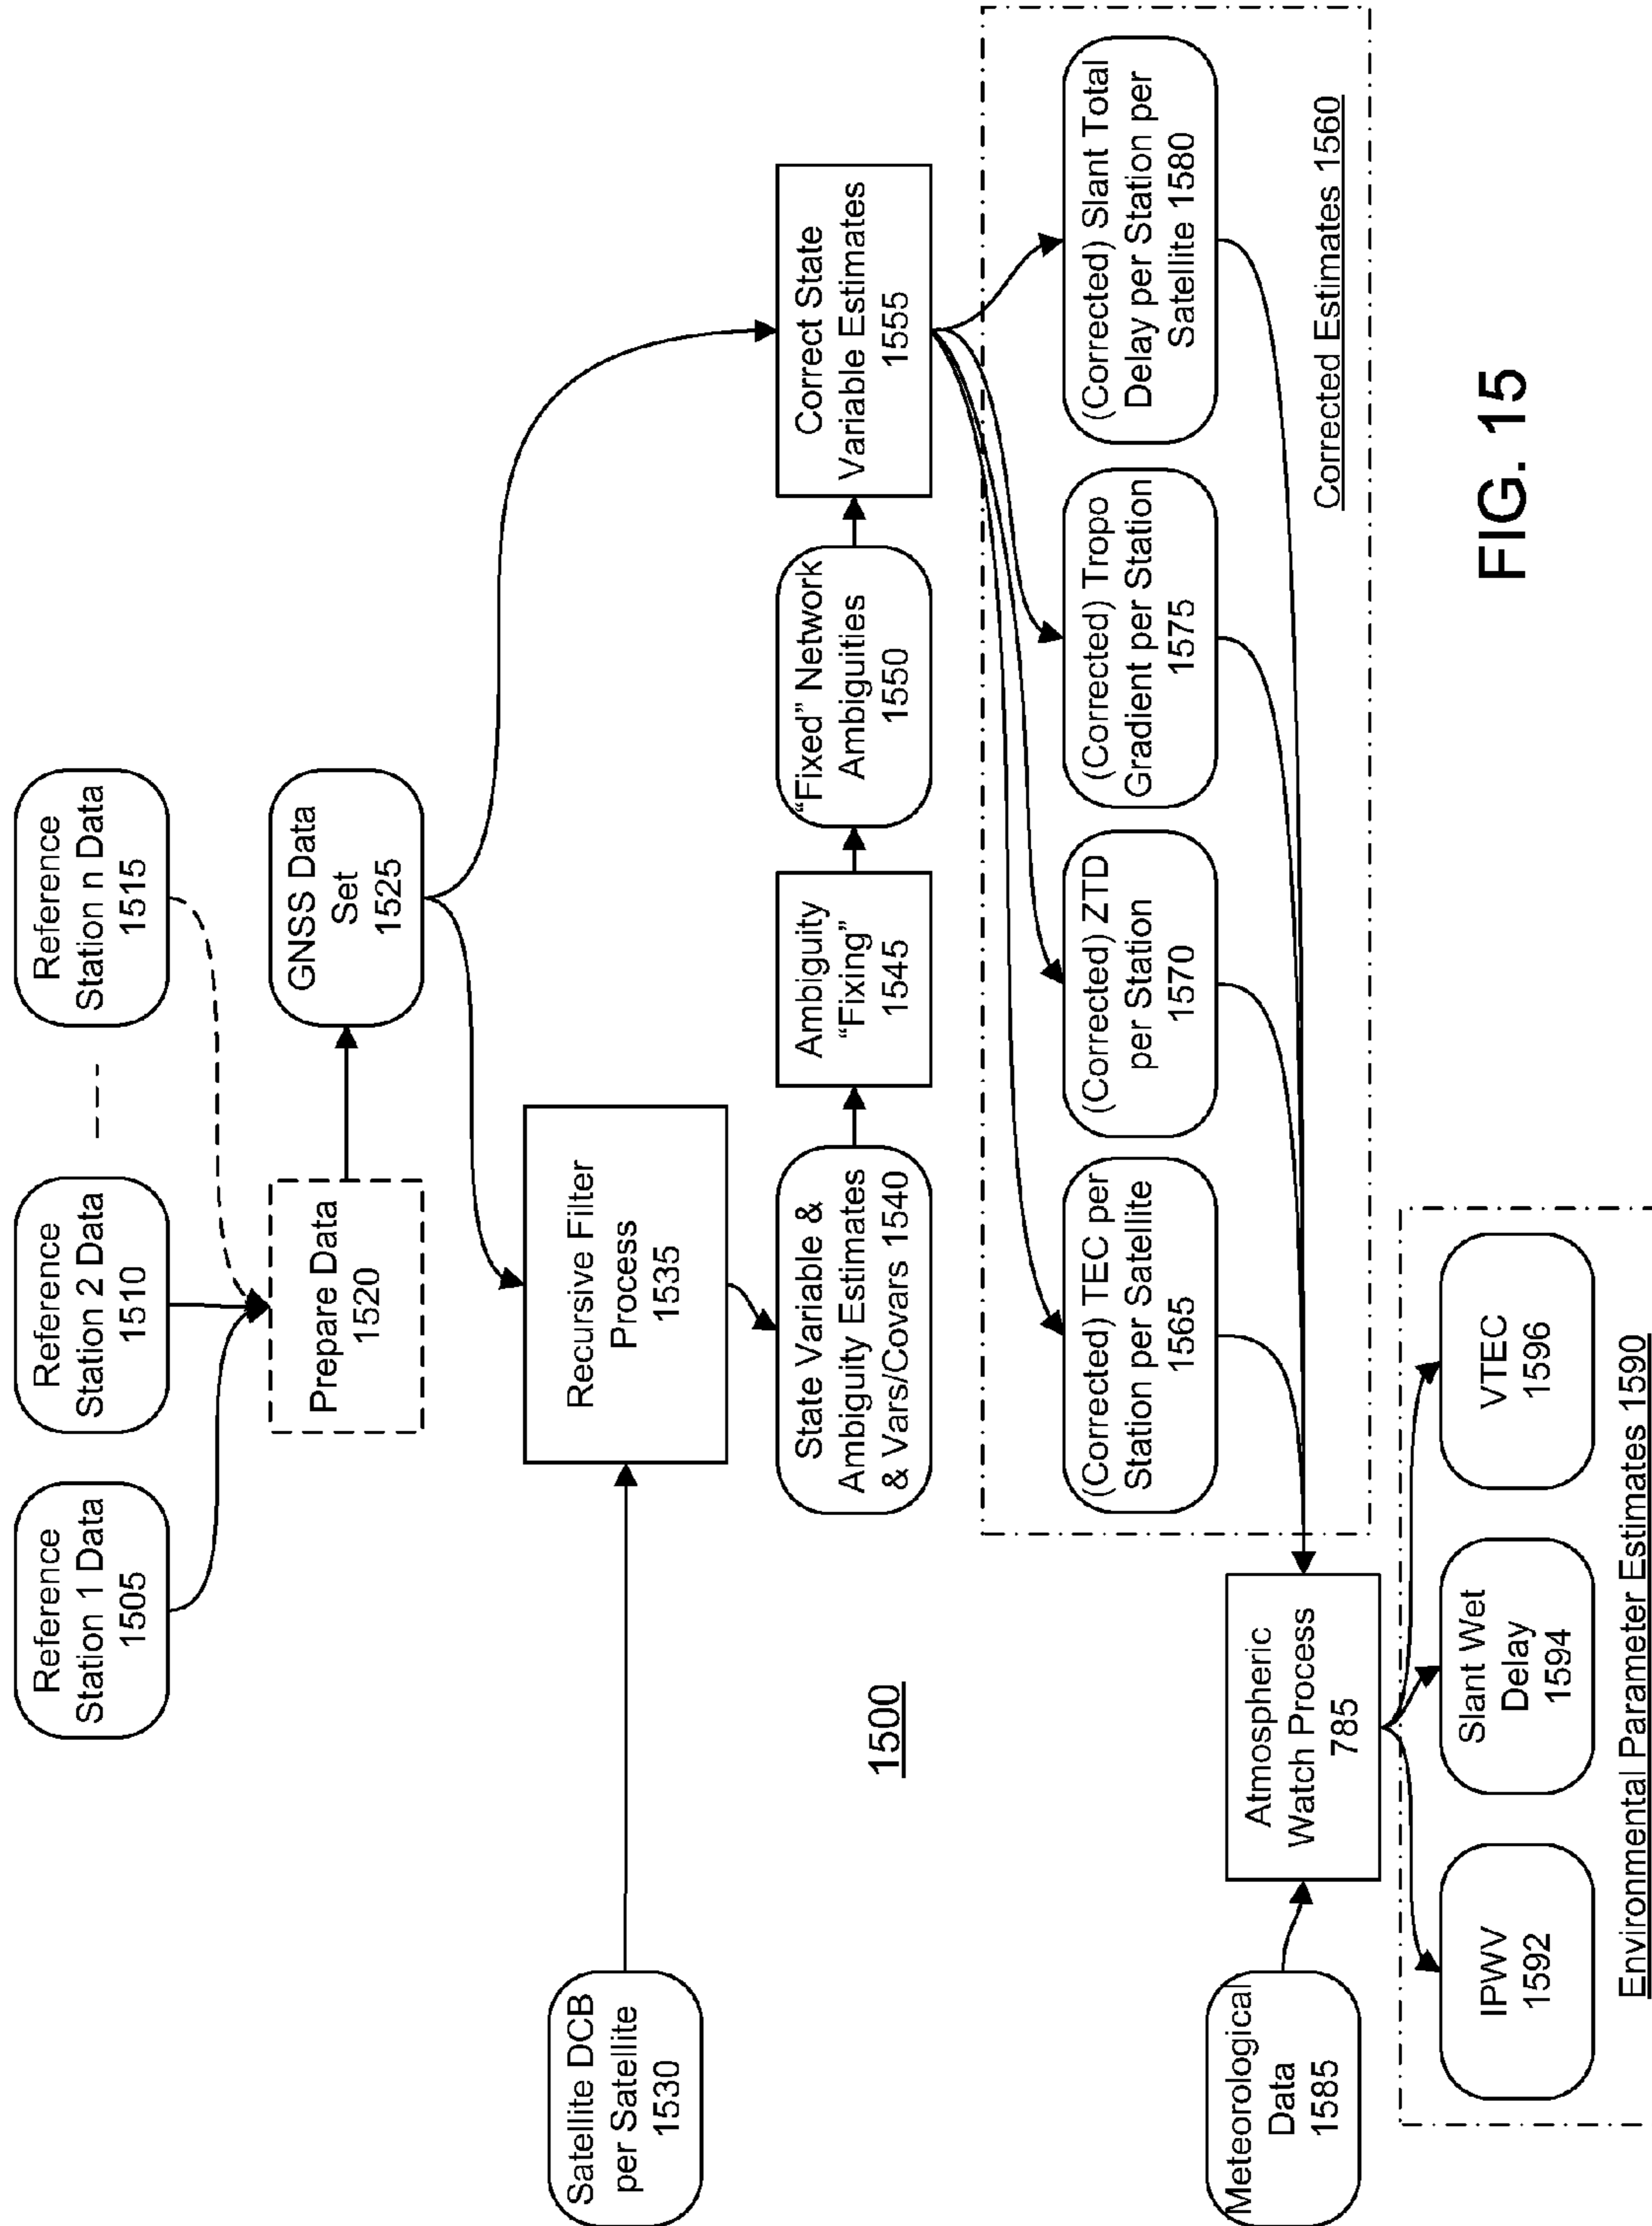 Reference
Station 1 Data
1505
Reference
Station 2 Data
1510
Reference
Station n Data
1515
Prepare Data
1520
GNSS Data
Set
1525
Satellite DCB
per Satellite
1530
Recursive Filter
Process
1535
State Variable &
Ambiguity Estimates
& Vars/Covars 1540
Ambiguity
“Fixing”
1545
“Fixed” Network
Ambiguities
1550
Correct State
Variable Estimates
1555
1500
(Corrected) TEC per
Station per Satellite
1565
(Corrected) ZTD
per Station
1570
(Corrected) Tropo
Gradient per Station
1575
(Corrected) Slant Total
Delay per Station per
Satellite 1580
Corrected Estimates 1560
Meteorological
Data
1585
Atmospheric
Watch Process
785
IPWV
1592
Slant Wet
Delay
1594
VTEC
1596
Environmental Parameter Estimates 1590
FIG. 15